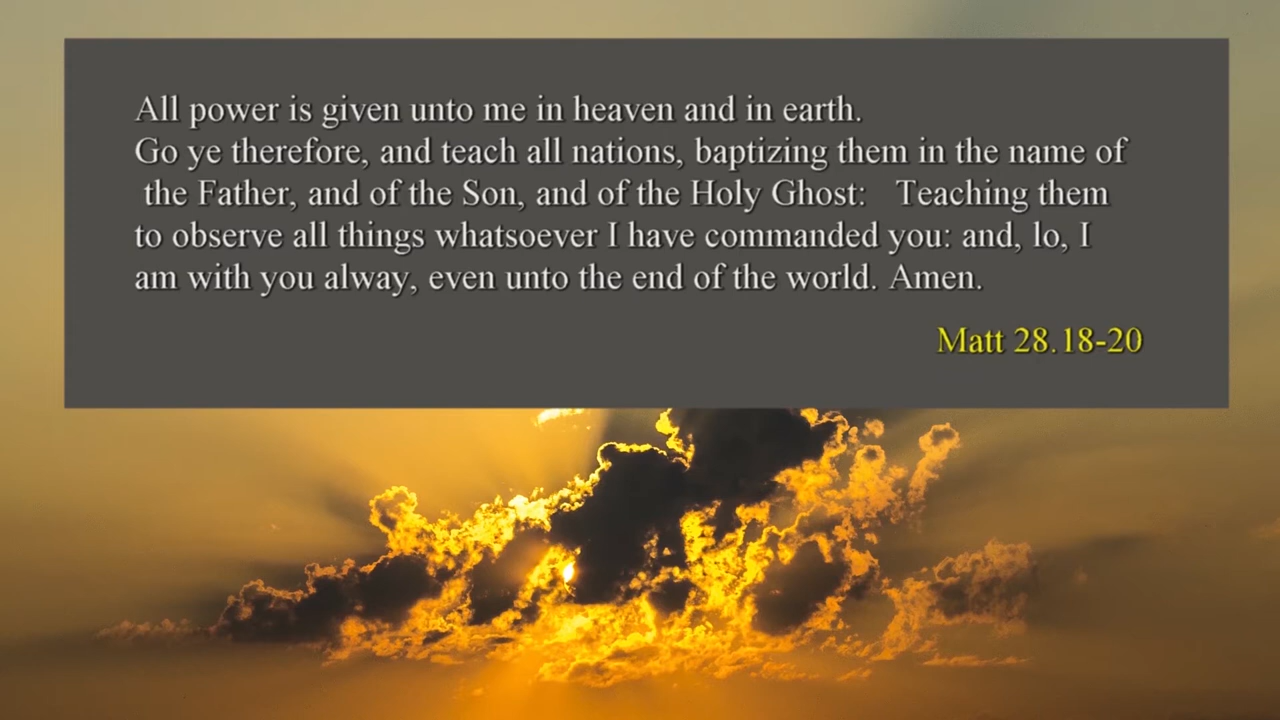 All power is given unto me in heaven and in earth.
Go ye therefore, and teach all nations, baptizing them in the name of
the Father, and of the Son, and of the Holy Ghost: Teaching them
to observe all things whatsoever I have commanded you: and, lo, I
am with you alway, even unto the end of the world. Amen.
Matt 28.18-20